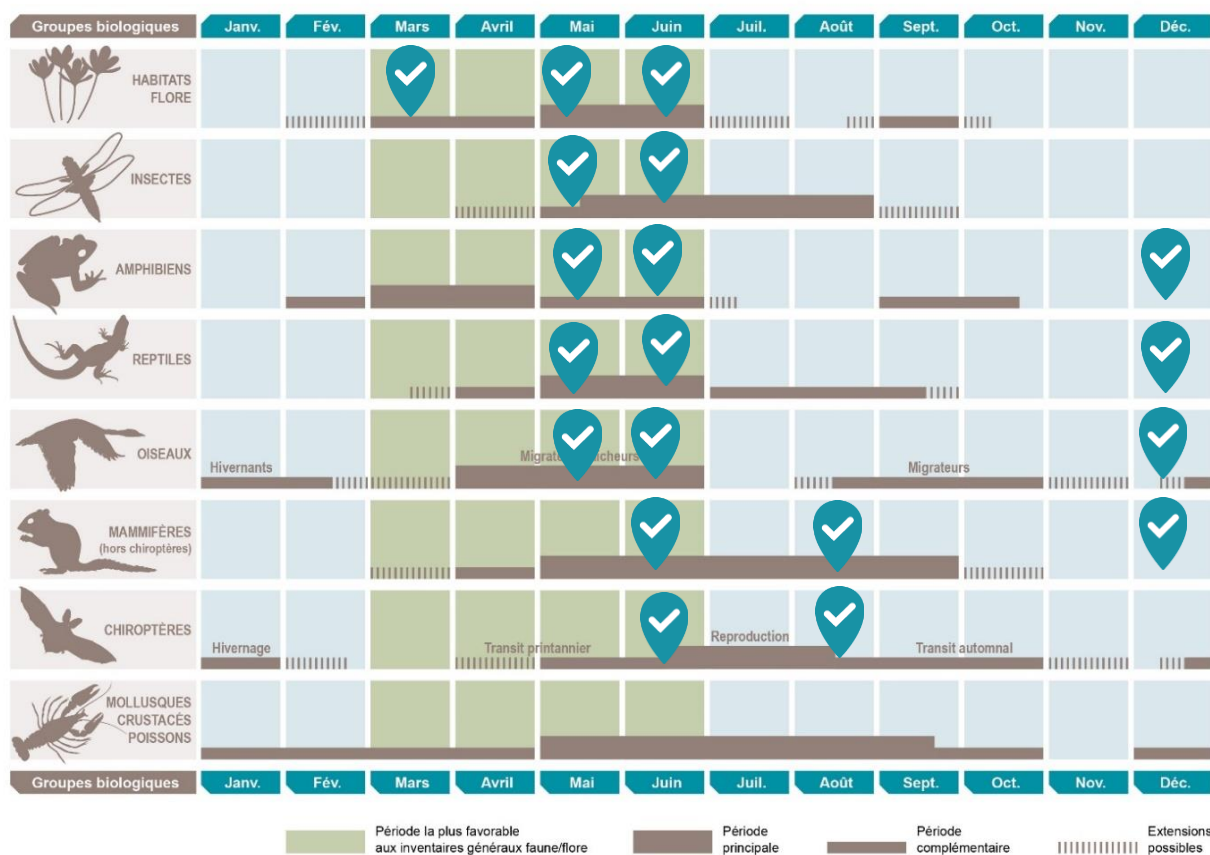 Groupes biologiques Janv. Fév. Mars Avril Mai Juin Juil. Août Sept. Oct. Nov. Déc.
HABITATS
FLORE
INSECTES
AMPHIBIENS
REPTILES
OISEAUX
Hivernants
Migrateurs
MAMMIFÈRES
(hors chiroptères)
CHIROPTÈRES
Hivernage
Transit printannier
Reproduction
Transit automnal
MOLLUSQUES
CRUSTACÉS
POISSONS
Groupes biologiques Janv. Fév. Mars Avril Mai Juin Juil. Août Sept. Oct. Nov. Déc.
Période la plus favorable
aux inventaires généraux faune/flore
Période
principale
Période
complémentaire
Extensions
possibles